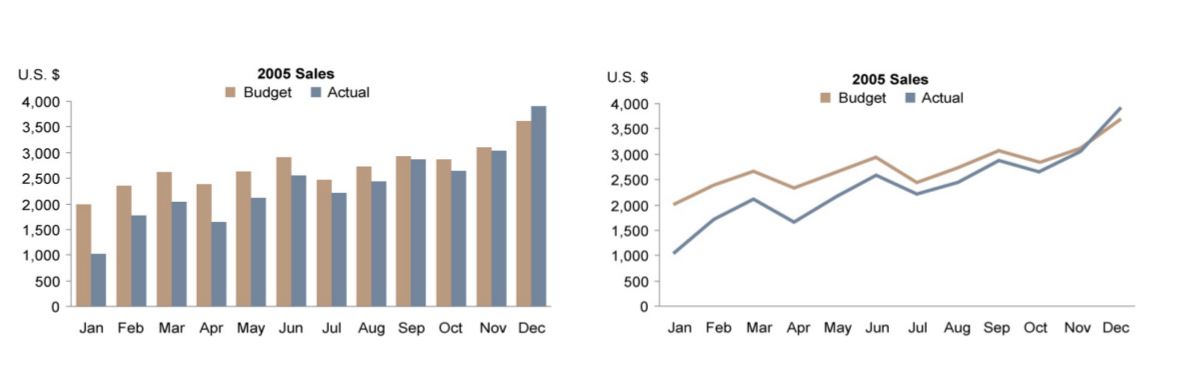 U.S. $
2005 Sales
Budget Actual
4,000
3,500
3,000
2,500
2,000
1,500
1,000
500
0
Jan Feb Mar Apr May Jun Jul Aug Sep Oct Nov Dec
U.S. $
2005 Sales
Budget Actual
4,000
3,500
3,000
2,500
2,000
1,500
1,000
500
0
Jan Feb Mar Apr May Jun Jul Aug Sep Oct Nov Dec